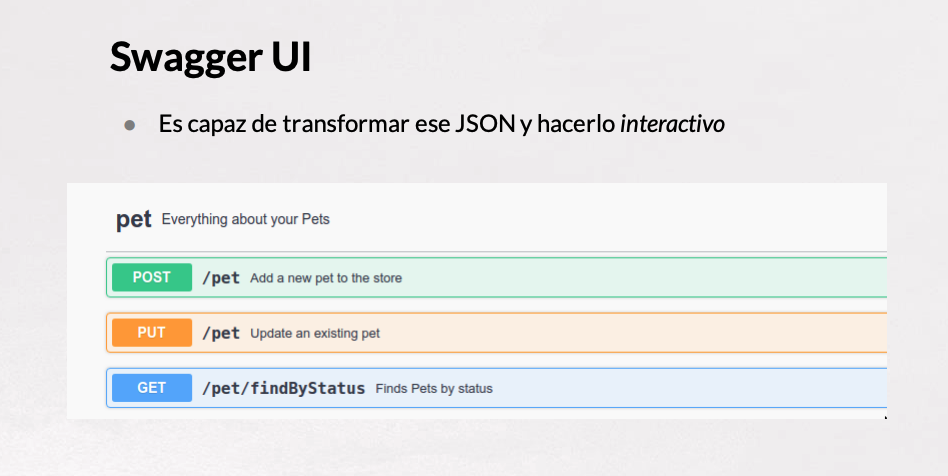 Swagger UI
● Es capaz de transformar ese JSON y hacerlo interactivo
pet Everything about your Pets
POST /pet Add a new pet to the store
PUT /pet Update an existing pet
GET /pet/findByStatus Finds Pets by status